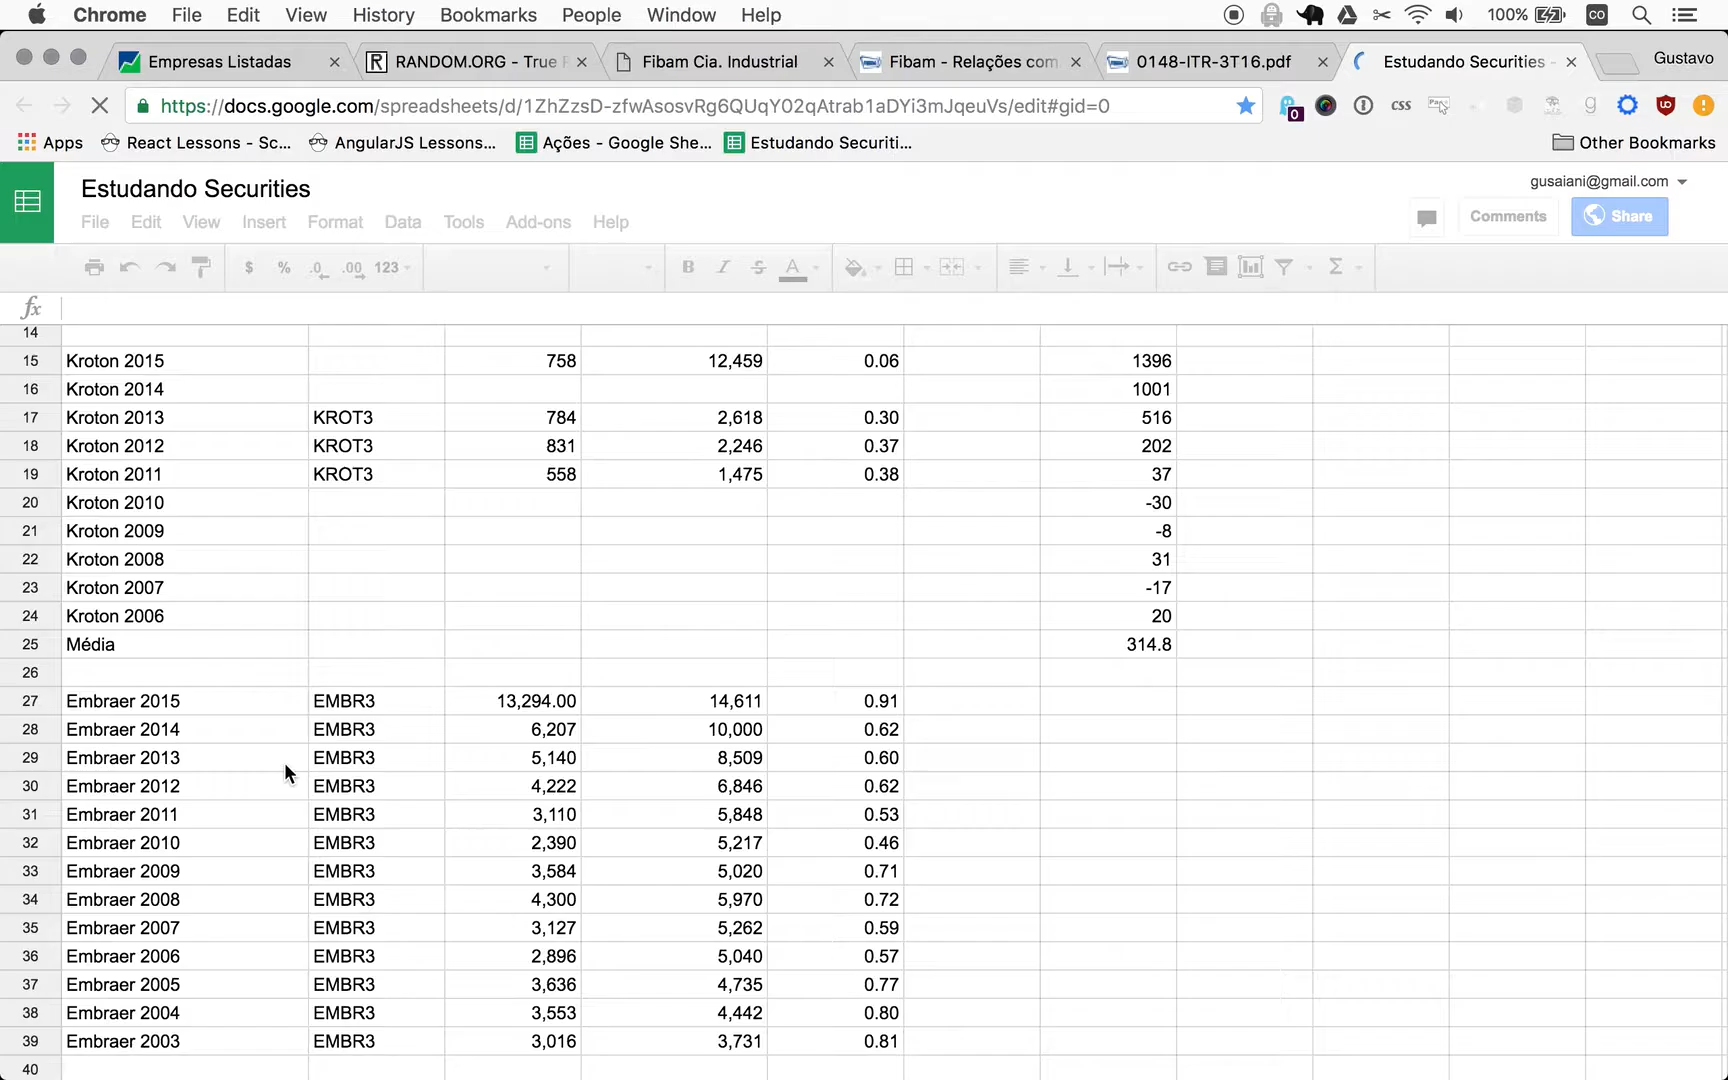 Chrome File Edit View History Bookmarks People Window Help 100% CO
Empresas Listadas RANDOM.ORG - True Fibam Cia. Industrial Fibam - Relações com 0148-ITR-3T16.pdf Estudando Securities - Gustavo
https://docs.google.com/spreadsheets/d/1ZhZzsD-zfwAsosvRg6QUqY02qAtrab1aDYi3mJqeuVs/edit#gid=0 0 css g
Apps React Lessons - Sc... AngularJS Lessons... Ações - Google She... Estudando Securiti... Other Bookmarks
Estudando Securities gusaiani@gmail.com
File Edit View Insert Format Data Tools Add-ons Help Comments Share
$ % .0 .00 123 B I S A Σ
fx
14
15 Kroton 2015 758 12,459 0.06 1396
16 Kroton 2014 1001
17 Kroton 2013 KROT3 784 2,618 0.30 516
18 Kroton 2012 KROT3 831 2,246 0.37 202
19 Kroton 2011 KROT3 558 1,475 0.38 37
20 Kroton 2010 -30
21 Kroton 2009 -8
22 Kroton 2008 31
23 Kroton 2007 -17
24 Kroton 2006 20
25 Média 314.8
26
27 Embraer 2015 EMBR3 13,294.00 14,611 0.91
28 Embraer 2014 EMBR3 6,207 10,000 0.62
29 Embraer 2013 EMBR3 5,140 8,509 0.60
30 Embraer 2012 EMBR3 4,222 6,846 0.62
31 Embraer 2011 EMBR3 3,110 5,848 0.53
32 Embraer 2010 EMBR3 2,390 5,217 0.46
33 Embraer 2009 EMBR3 3,584 5,020 0.71
34 Embraer 2008 EMBR3 4,300 5,970 0.72
35 Embraer 2007 EMBR3 3,127 5,262 0.59
36 Embraer 2006 EMBR3 2,896 5,040 0.57
37 Embraer 2005 EMBR3 3,636 4,735 0.77
38 Embraer 2004 EMBR3 3,553 4,442 0.80
39 Embraer 2003 EMBR3 3,016 3,731 0.81
40